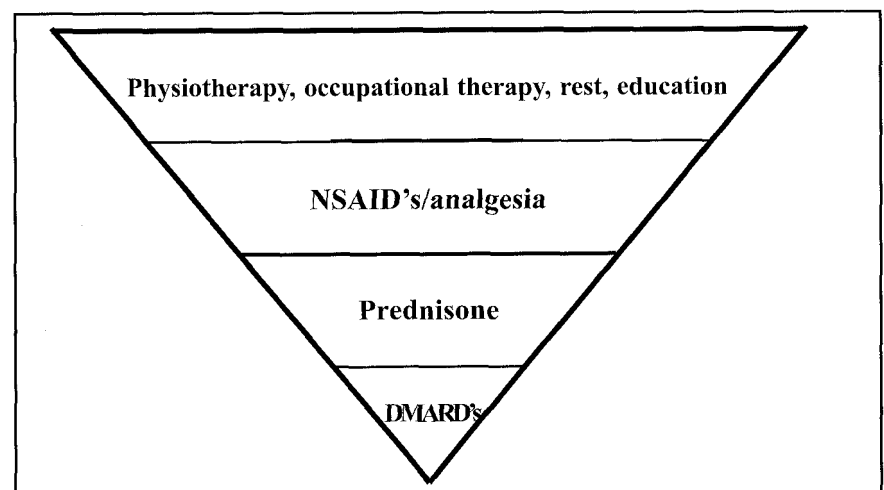 Physiotherapy, occupational therapy, rest, education
NSAID's/analgesia
Prednisone
DMARD's